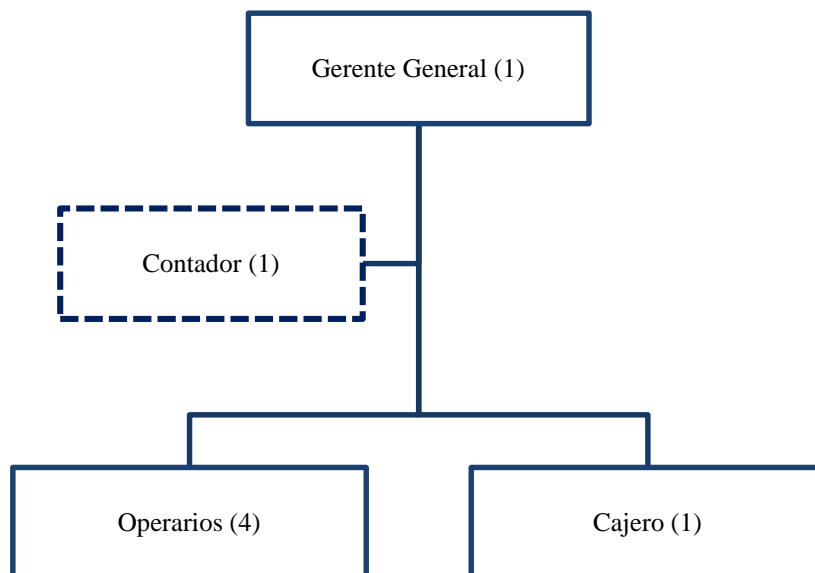 Gerente General (1)
Contador (1)
Operarios (4)
Cajero (1)